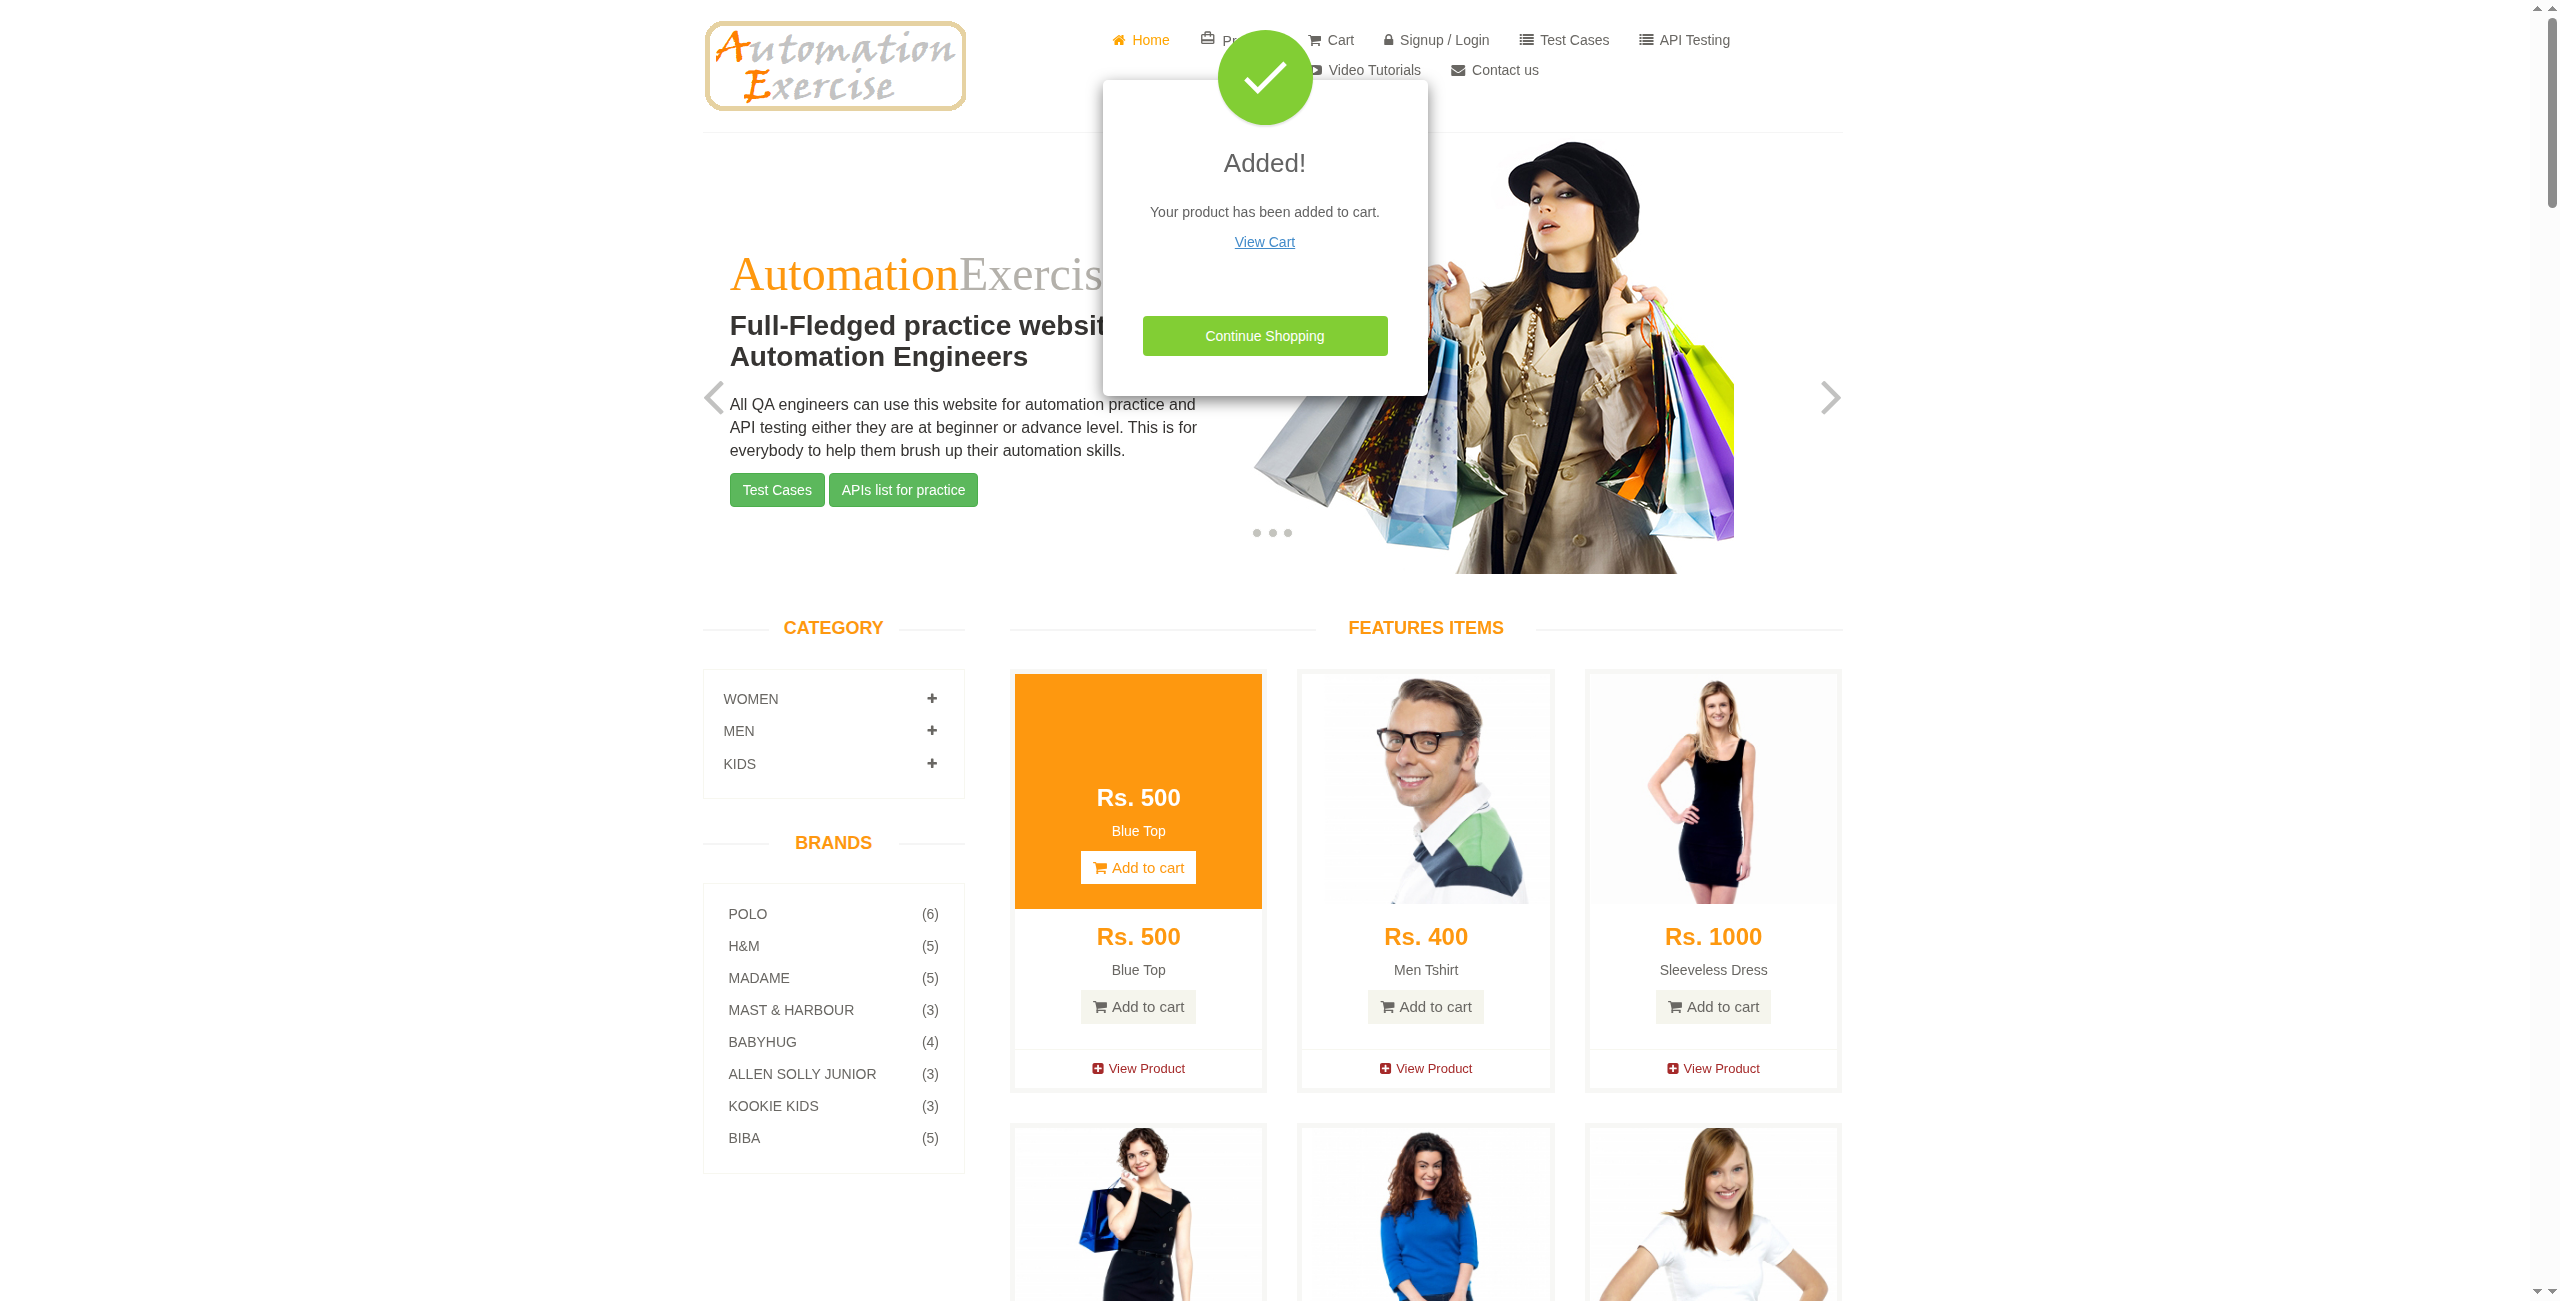 Automation
Exercise
Home
Cart
Signup / Login
Test Cases
API Testing
Video Tutorials
Contact us
Added!
Your product has been added to cart.
View Cart
Continue Shopping
AutomationExercis
Full-Fledged practice websit
Automation Engineers
All QA engineers can use this website for automation practice and
API testing either they are at beginner or advance level. This is for
everybody to help them brush up their automation skills.
Test Cases
APIs list for practice
CATEGORY
WOMEN
MEN
KIDS
BRANDS
POLO (6)
H&M (5)
MADAME (5)
MAST & HARBOUR (3)
BABYHUG (4)
ALLEN SOLLY JUNIOR (3)
KOOKIE KIDS (3)
BIBA (5)
FEATURES ITEMS
Rs. 500
Blue Top
Add to cart
Rs. 500
Blue Top
Add to cart
View Product
Rs. 400
Men Tshirt
Add to cart
View Product
Rs. 1000
Sleeveless Dress
Add to cart
View Product